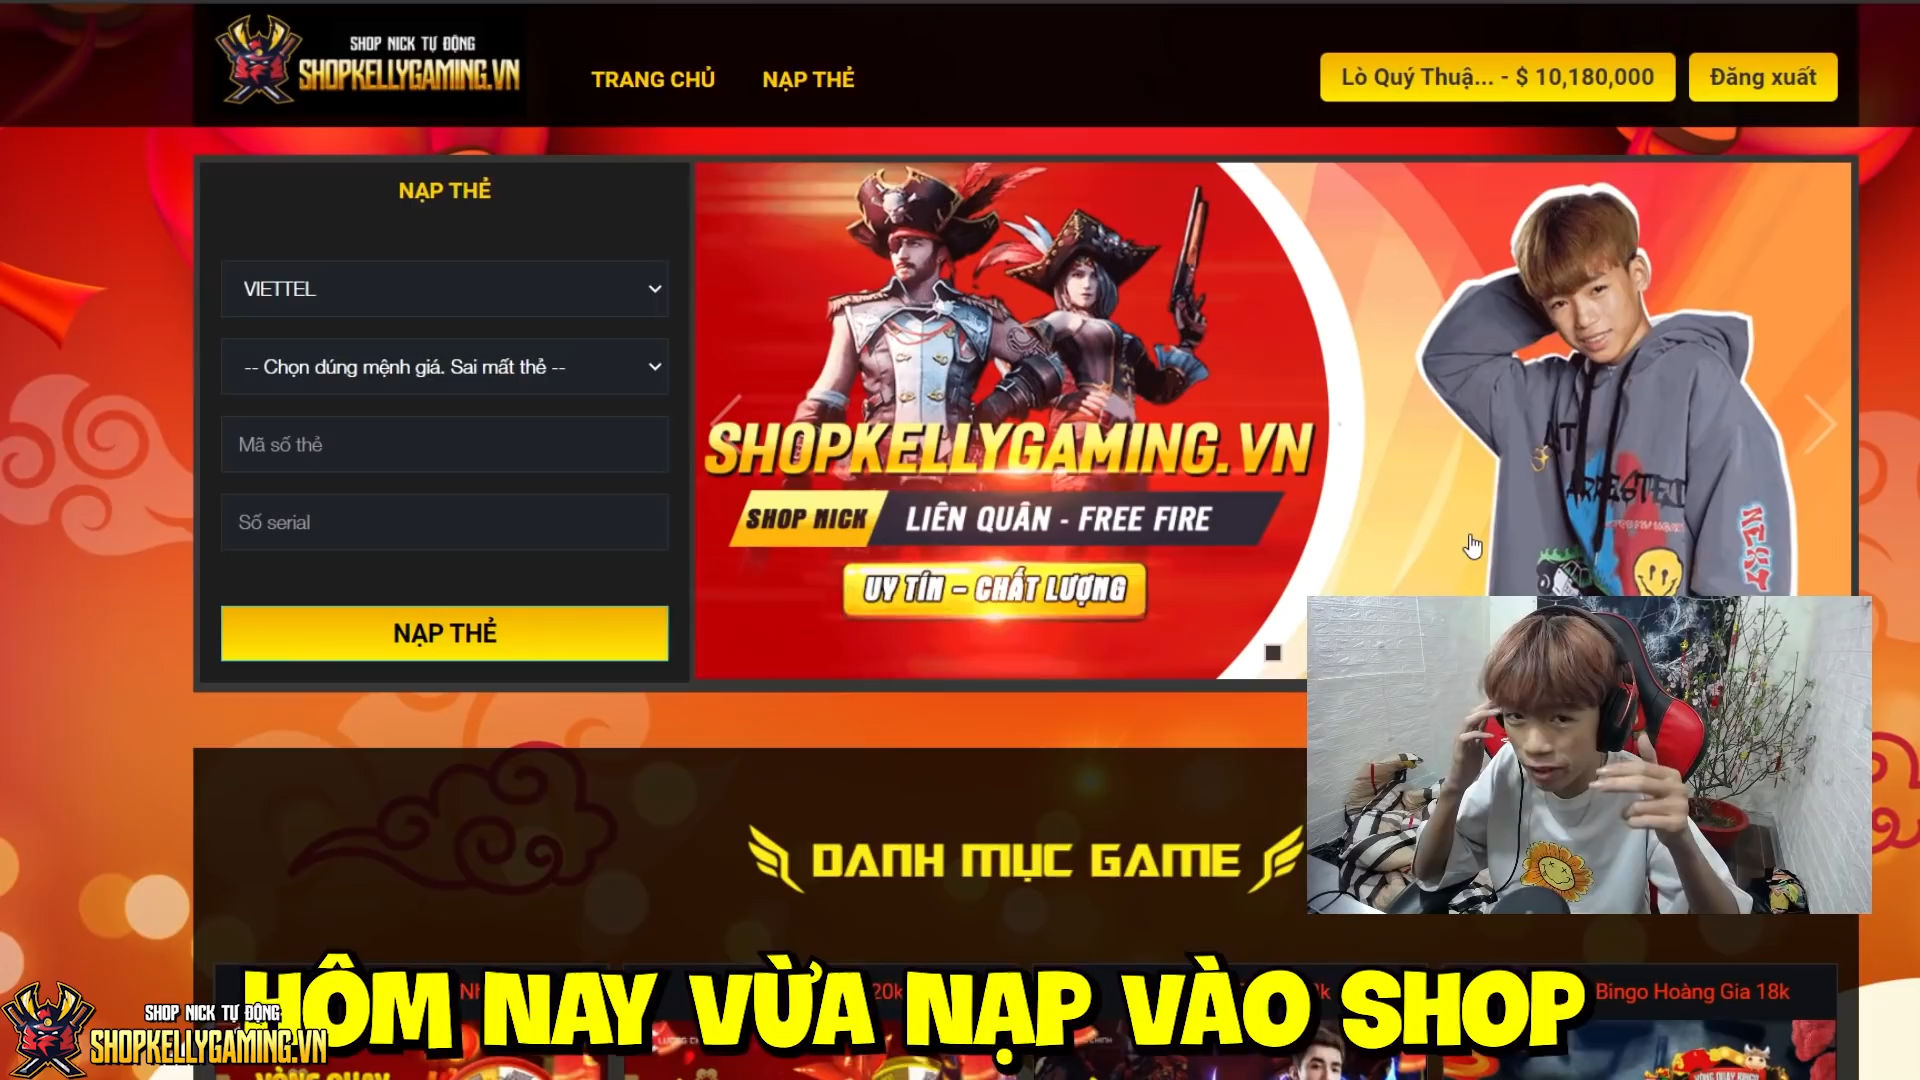 SHOP NICK TỰ ĐỘNG
SHOPKELLYGAMING.VN
TRANG CHỦ
NẠP THẺ
Lò Quý Thuậ... - $ 10,180,000
Đăng xuất
NẠP THẺ
VIETTEL
-- Chọn đúng mệnh giá. Sai mất thẻ --
Mã số thẻ
Số serial
NẠP THẺ
SHOPKELLYGAMING.VN
SHOP NICK
LIÊN QUÂN - FREE FIRE
UY TÍN - CHẤT LƯỢNG
DANH MỤC GAME
HÔM NAY VỪA NẠP VÀO SHOP
20k
Bingo Hoàng Gia 18k
SHOP NICK TỰ ĐỘNG
SHOPKELLYGAMING.VN
VÒNG QUAY